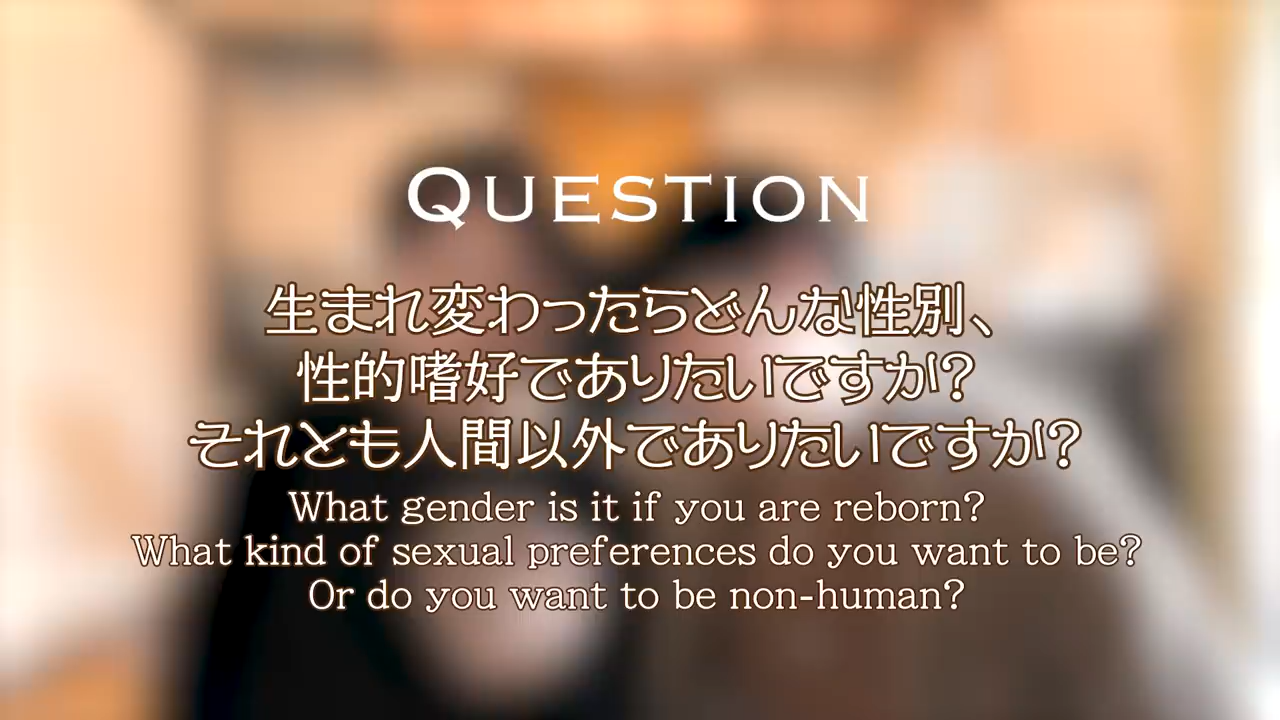 QUESTION
生まれ変わったらどんな性別、
性的嗜好でありたいですか?
それとも人間以外でありたいですか?
What gender is it if you are reborn?
What kind of sexual preferences do you want to be?
Or do you want to be non-human?